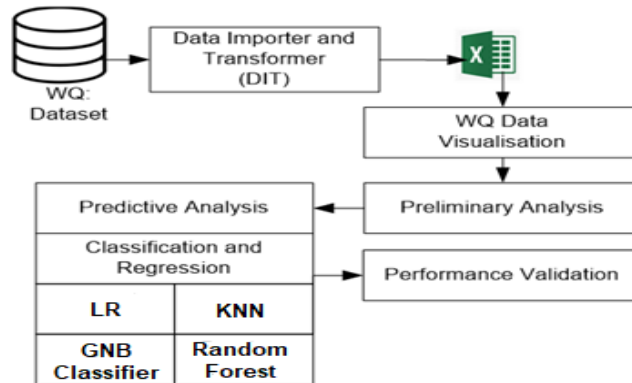 Data Importer and
Transformer
(DIT)
X
WQ:
Dataset
WQ Data
Visualisation
Predictive Analysis
Preliminary Analysis
Classification and
Regression
Performance Validation
LR
KNN
GNB
Classifier
Random
Forest